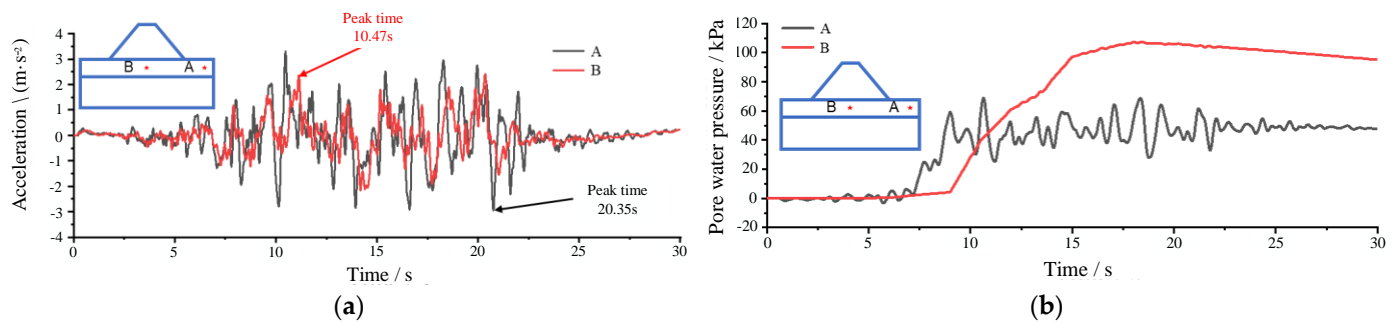 Acceleration \ (m·s⁻²)
4
3
2
1
0
-1
-2
-3
-4
0
5
10
15
20
25
30
Time / s
B
A
Peak time
10.47s
A
B
Peak time
20.35s
(a)
Pore water pressure / kPa
120
100
80
60
40
20
0
-20
0
5
10
15
20
25
30
Time / s
A
B
B
A
(b)